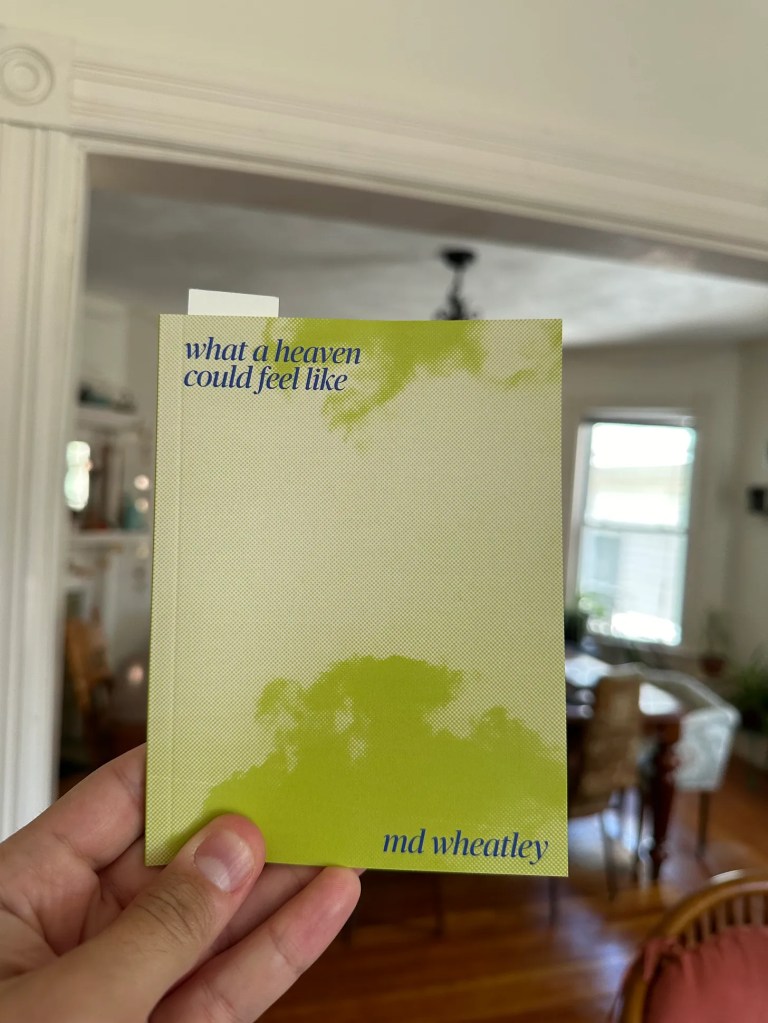 what a heaven
could feel like
md wheatley